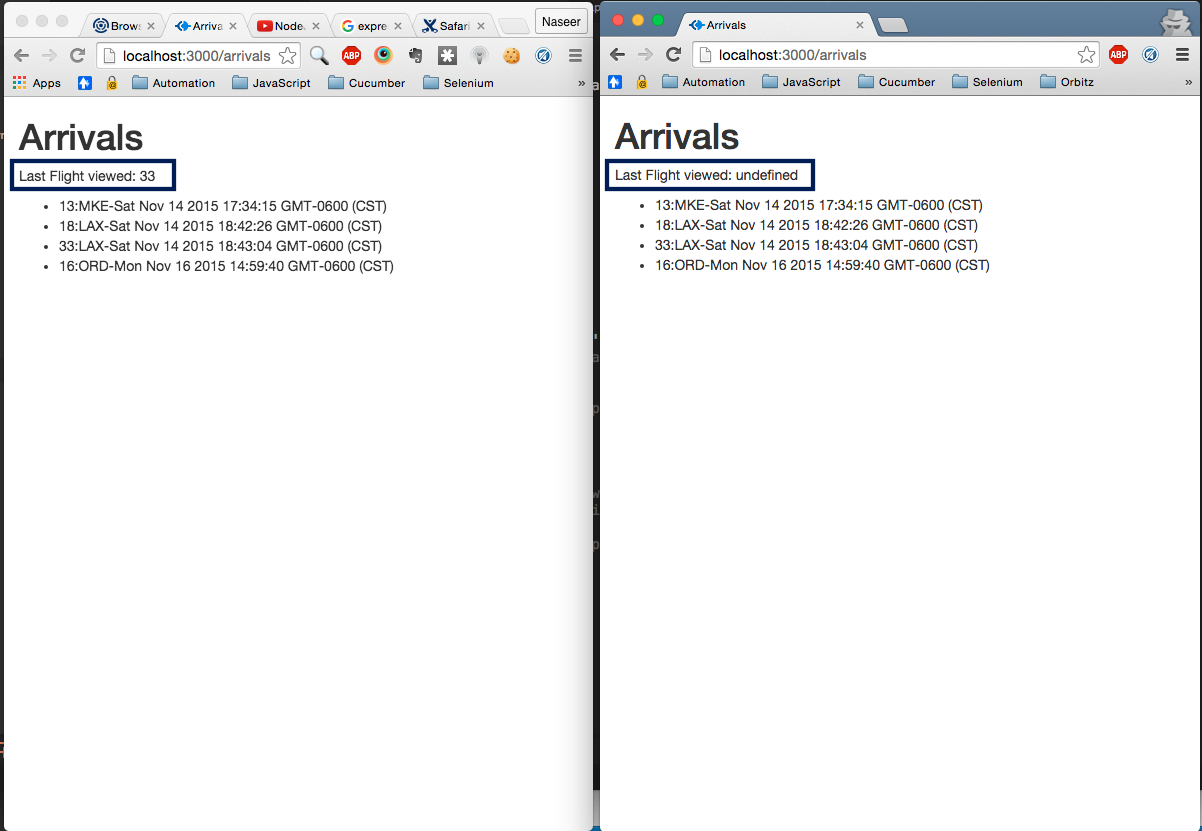 Brows
Arriva
Node.
expre
Safari
Naseer
localhost:3000/arrivals
ABP
Apps
Automation
JavaScript
Cucumber
Selenium
»
Arrivals
Last Flight viewed: 33
• 13:MKE-Sat Nov 14 2015 17:34:15 GMT-0600 (CST)
• 18:LAX-Sat Nov 14 2015 18:42:26 GMT-0600 (CST)
• 33:LAX-Sat Nov 14 2015 18:43:04 GMT-0600 (CST)
• 16:ORD-Mon Nov 16 2015 14:59:40 GMT-0600 (CST)
Arrivals
localhost:3000/arrivals
ABP
Automation
JavaScript
Cucumber
Selenium
Orbitz
»
Arrivals
Last Flight viewed: undefined
• 13:MKE-Sat Nov 14 2015 17:34:15 GMT-0600 (CST)
• 18:LAX-Sat Nov 14 2015 18:42:26 GMT-0600 (CST)
• 33:LAX-Sat Nov 14 2015 18:43:04 GMT-0600 (CST)
• 16:ORD-Mon Nov 16 2015 14:59:40 GMT-0600 (CST)